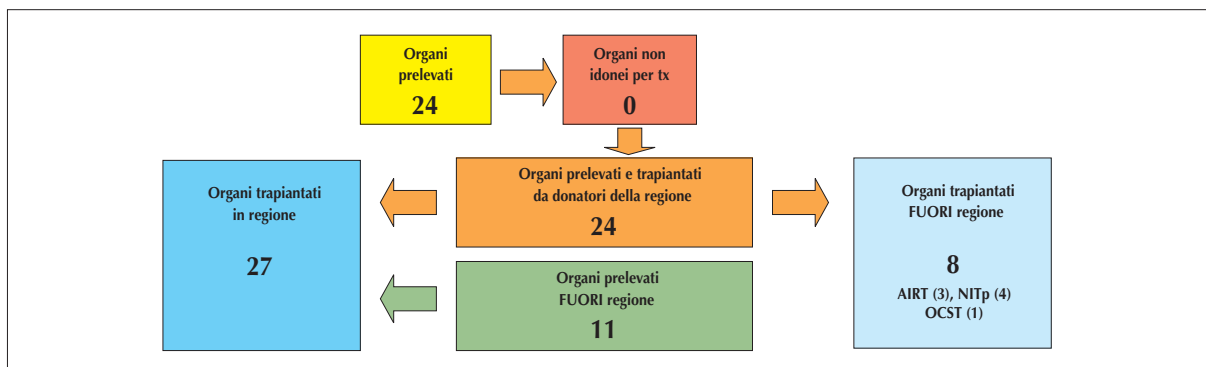 Organi
prelevati
24
Organi non
idonei per tx
0
Organi trapiantati
in regione
27
Organi prelevati e trapiantati
da donatori della regione
24
Organi prelevati
FUORI regione
11
Organi trapiantati
FUORI regione
8
AIRT (3), NITp (4)
OCST (1)